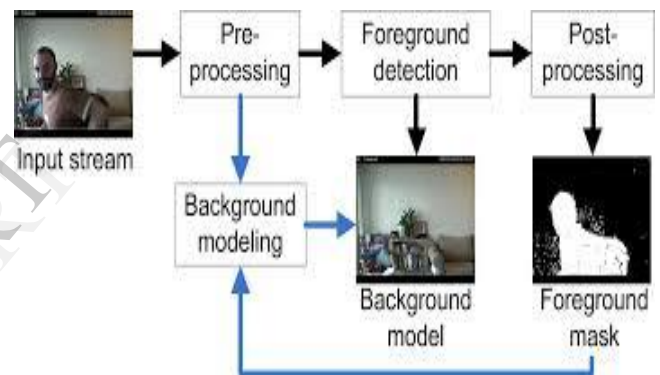 Pre-
processing
Foreground
detection
Post-
processing
Input stream
Background
modeling
Background
model
Foreground
mask